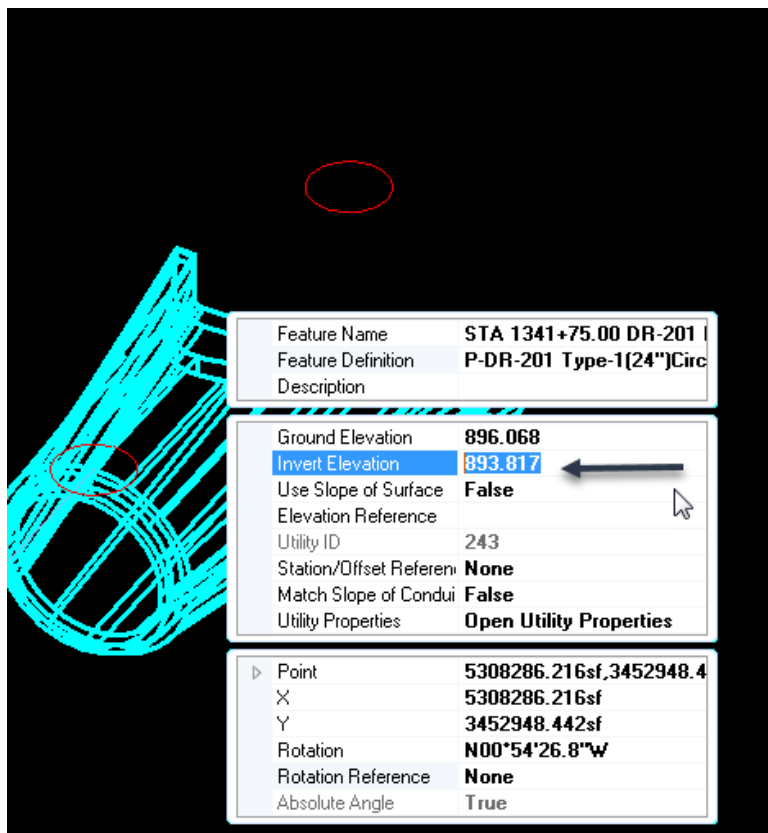 Feature Name STA 1341+75.00 DR-201
Feature Definition P-DR-201 Type-1(24")Circ
Description
Ground Elevation 896.068
Invert Elevation 893.817
Use Slope of Surface False
Elevation Reference
Utility ID 243
Station/Offset Referen None
Match Slope of Condui False
Utility Properties Open Utility Properties
Point 5308286.216sf,3452948.4
X 5308286.216sf
Y 3452948.442sf
Rotation N00°54'26.8"W
Rotation Reference None
Absolute Angle True